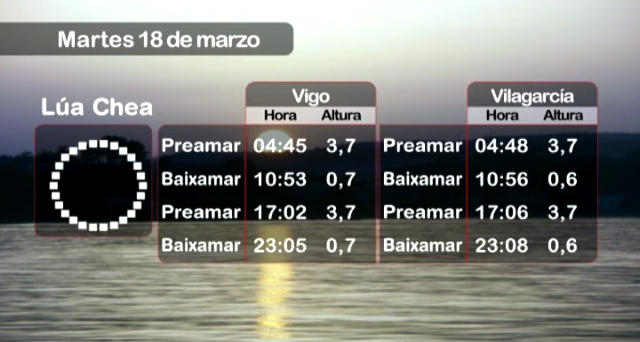 Martes 18 de marzo
Lúa Chea
Vigo Vilagarcía
Hora Altura Hora Altura
Preamar 04:45 3,7 Preamar 04:48 3,7
Baixamar 10:53 0,7 Baixamar 10:56 0,6
Preamar 17:02 3,7 Preamar 17:06 3,7
Baixamar 23:05 0,7 Baixamar 23:08 0,6